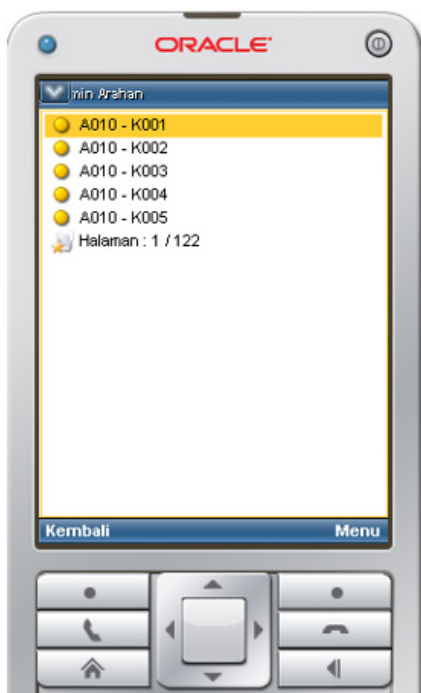 ORACLE
min Arahan
A010 - K001
A010 - K002
A010 - K003
A010 - K004
A010 - K005
Halaman : 1 / 122
Kembali Menu